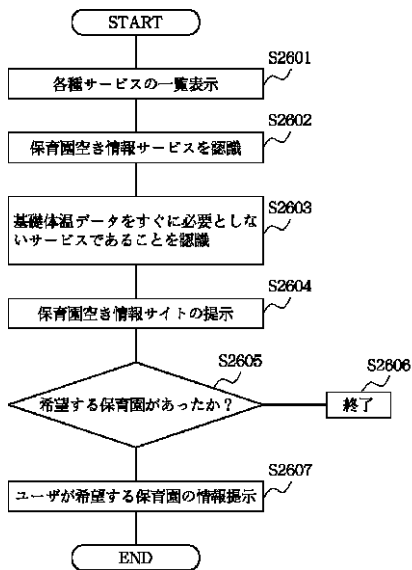 START
S2601
各種サービスの一覧表示
S2602
保育園空き情報サービスを認識
S2603
基礎体温データをすぐに必要としな
いサービスであることを認識
S2604
保育園空き情報サイトの提示
S2605
希望する保育園があったか？
S2606
終了
S2607
ユーザが希望する保育園の情報提示
END